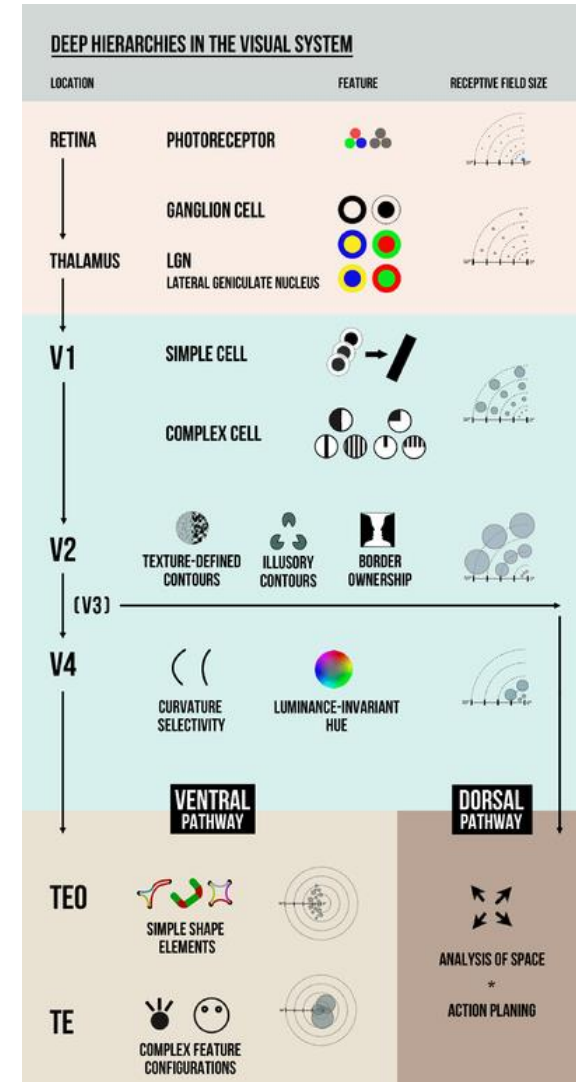 DEEP HIERARCHIES IN THE VISUAL SYSTEM
LOCATION FEATURE RECEPTIVE FIELD SIZE
RETINA PHOTORECEPTOR
GANGLION CELL
THALAMUS LGN
LATERAL GENICULATE NUCLEUS
V1 SIMPLE CELL
COMPLEX CELL
V2
TEXTURE-DEFINED
CONTOURS
ILLUSORY
CONTOURS
BORDER
OWNERSHIP
(V3)
V4
CURVATURE
SELECTIVITY
LUMINANCE-INVARIANT
HUE
VENTRAL
PATHWAY
DORSAL
PATHWAY
TEO
SIMPLE SHAPE
ELEMENTS
ANALYSIS OF SPACE
*
ACTION PLANING
TE
COMPLEX FEATURE
CONFIGURATIONS